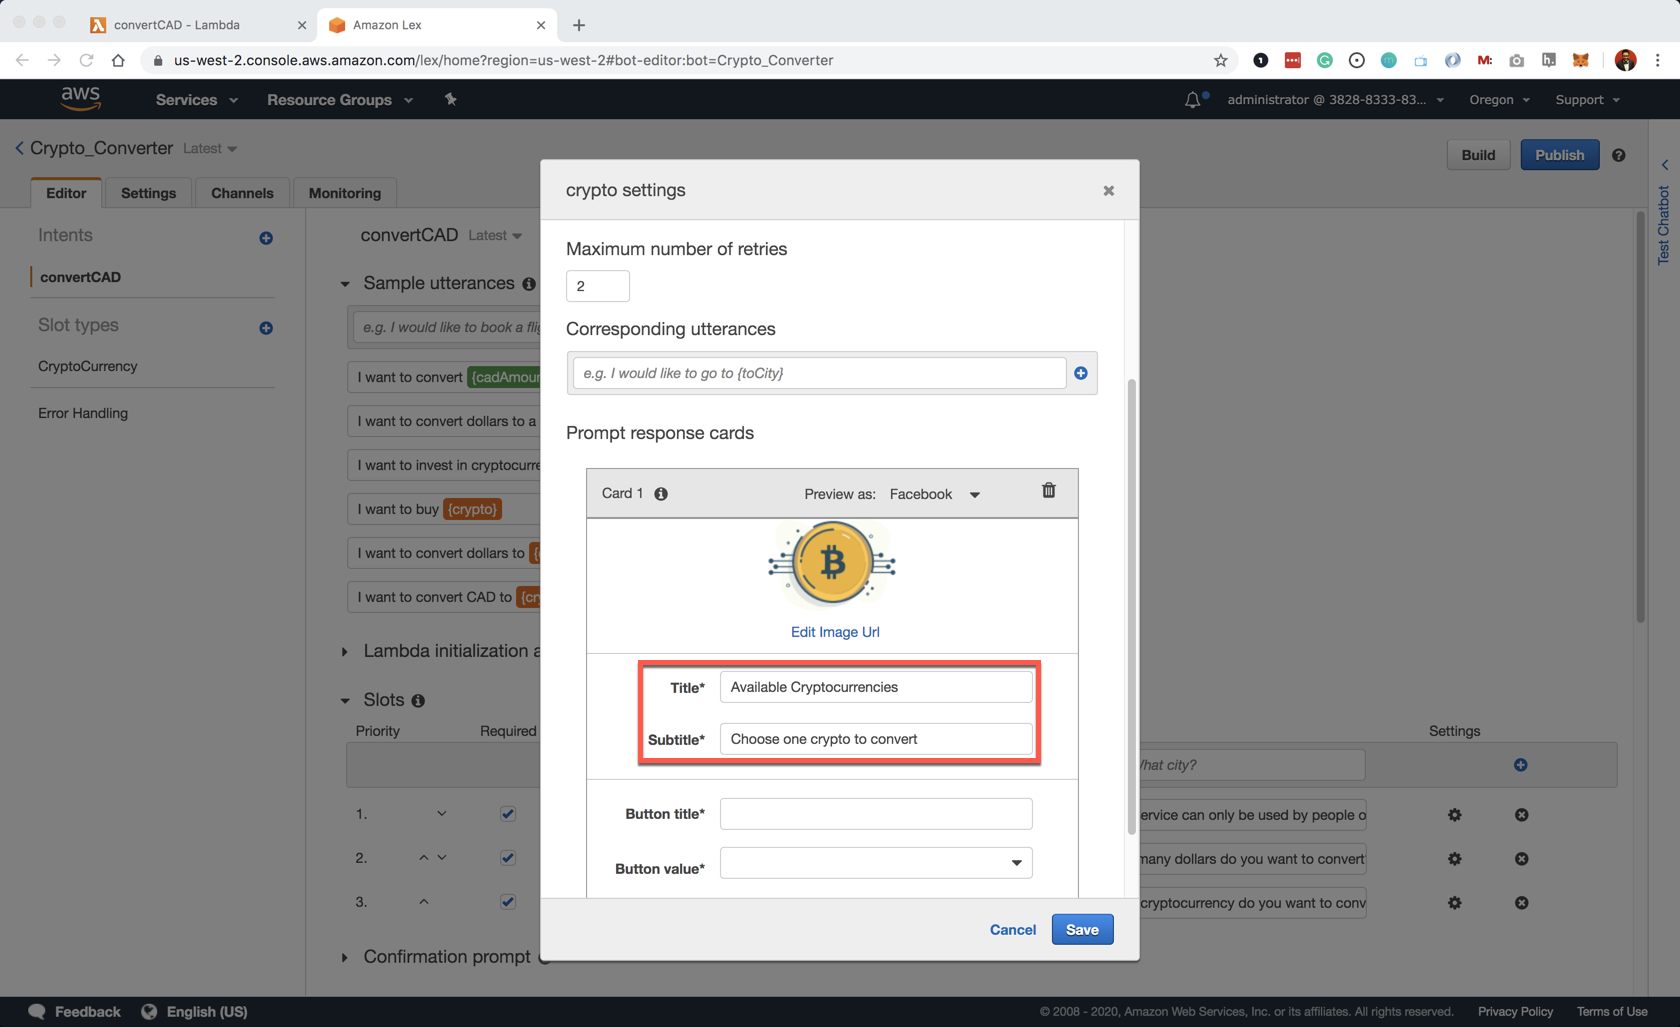 convertCAD - Lambda
Amazon Lex
us-west-2.console.aws.amazon.com/lex/home?region=us-west-2#bot-editor:bot=Crypto_Converter
aws
Services
Resource Groups
administrator @ 3828-8333-83...
Oregon
Support
Crypto_Converter
Latest
Build
Publish
Editor
Settings
Channels
Monitoring
Test Chatbot
Intents
convertCAD
Slot types
CryptoCurrency
Error Handling
convertCAD Latest
Sample utterances
e.g. I would like to book a fli
I want to convert {cadAmoun
I want to convert dollars to a
I want to invest in cryptocurre
I want to buy {crypto}
I want to convert dollars to {
I want to convert CAD to {cry
Lambda initialization a
Slots
Priority
Required
Settings
hat city?
1.
ervice can only be used by people o
2.
many dollars do you want to convert
3.
cryptocurrency do you want to conv
Confirmation prompt
crypto settings
Maximum number of retries
2
Corresponding utterances
e.g. I would like to go to {toCity}
Prompt response cards
Card 1
Preview as: Facebook
Edit Image Url
Title* Available Cryptocurrencies
Subtitle* Choose one crypto to convert
Button title*
Button value*
Cancel
Save
Feedback
English (US)
© 2008 - 2020, Amazon Web Services, Inc. or its affiliates. All rights reserved.
Privacy Policy
Terms of Use